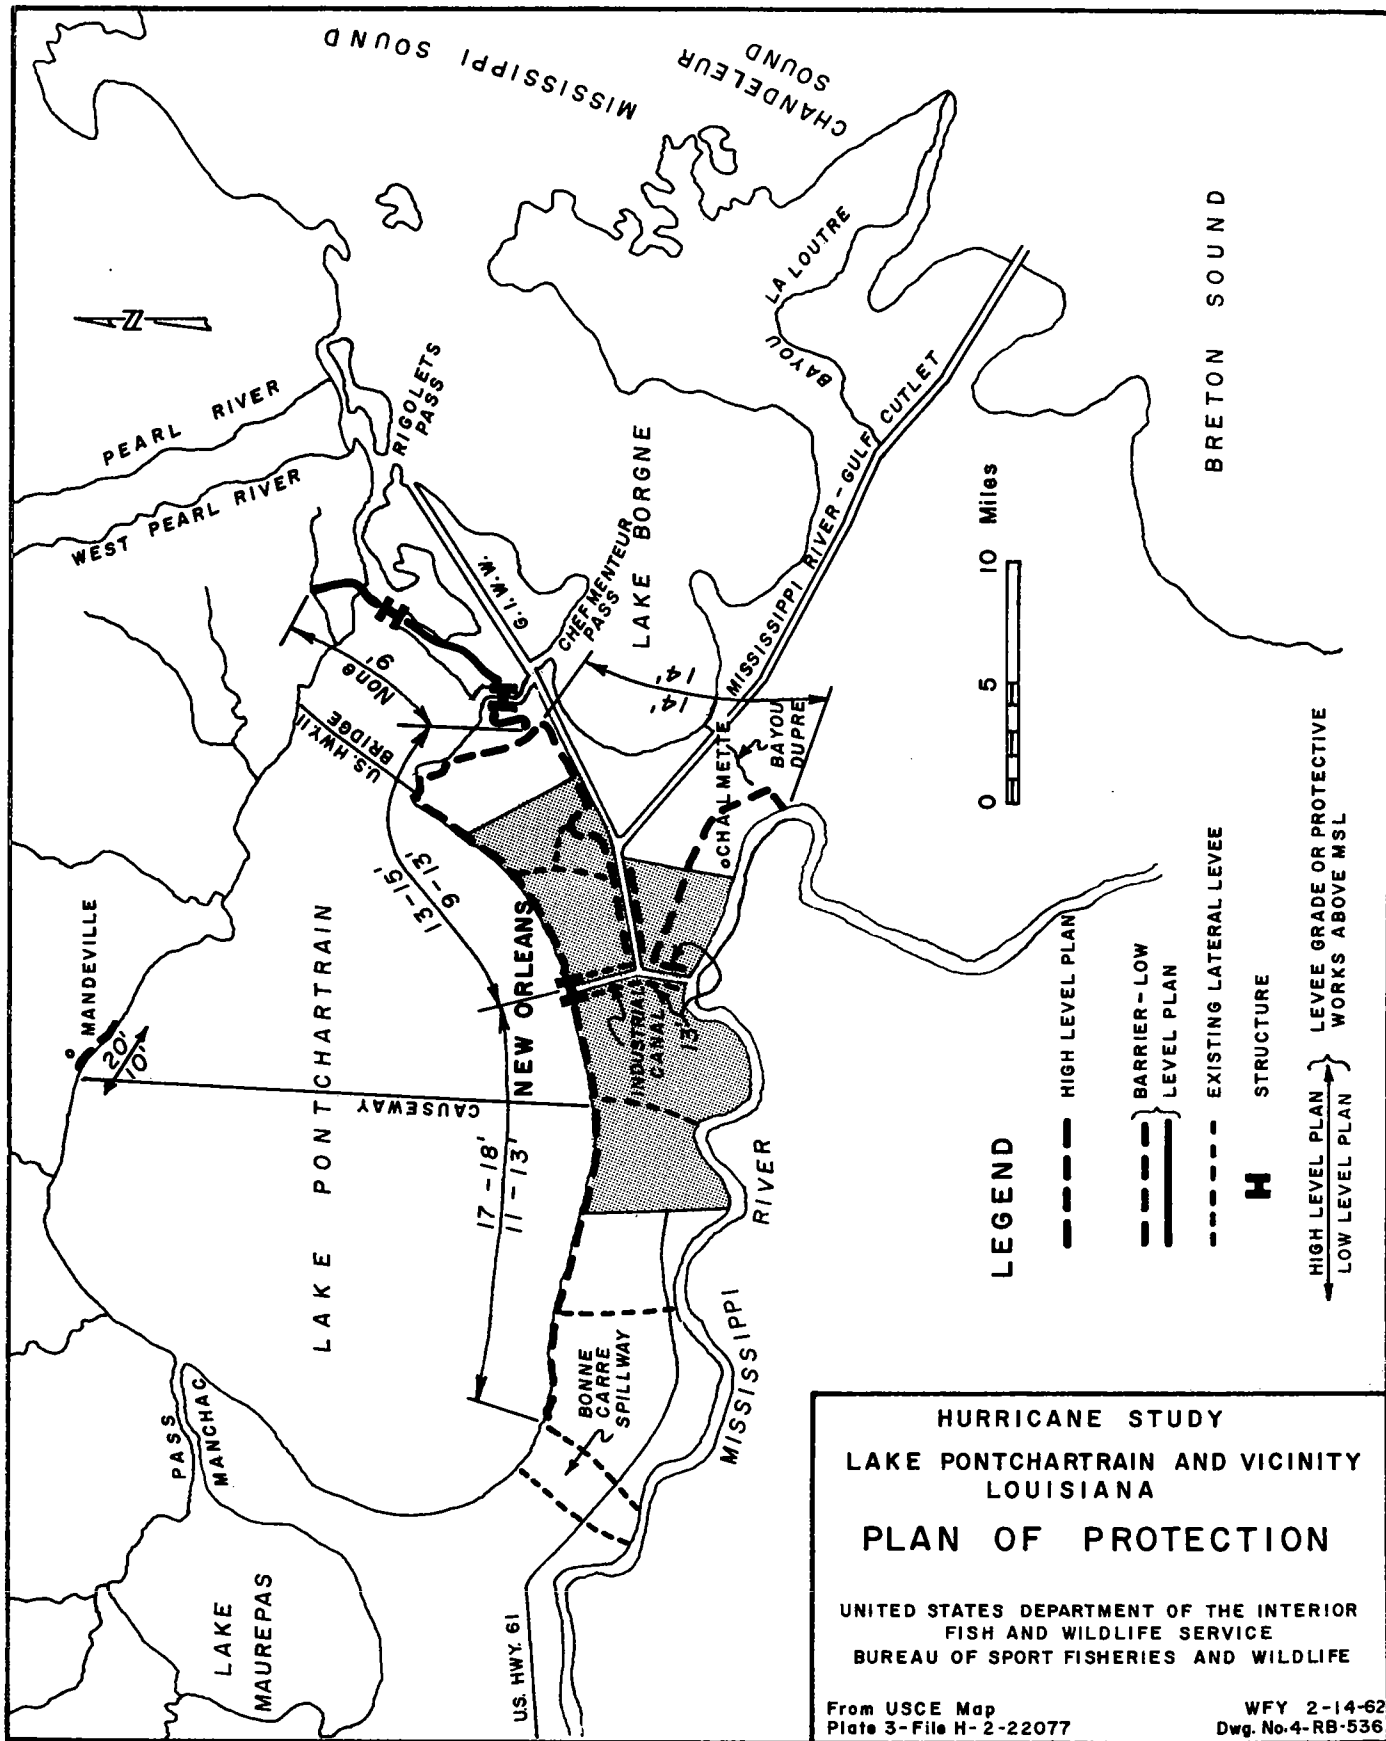 MISSISSIPPI SOUND
CHANDELEUR
SOUND
BRETON SOUND
N
PEARL RIVER
WEST PEARL RIVER
RIGOLETS
PASS
LA LOUTRE
BAYOU
LAKE BORGNE
G.I.W.W.
CHEF MENTEUR
PASS
MISSISSIPPI RIVER-GULF CUTLET
None
9'
14'
14'
U.S. HWY. 11
BRIDGE
BAYOU
DUPRE
CHALMETTE
13-15'
9-13'
MANDEVILLE
20'
10'
LAKE PONTCHARTRAIN
NEW ORLEANS
INDUSTRIAL
CANAL
13'
CAUSEWAY
17-18'
11-13'
MISSISSIPPI RIVER
BONNE
CARRE
SPILLWAY
PASS
MANCHAC
LAKE
MAUREPAS
U.S. HWY. 61
0 5 10 Miles
LEGEND
HIGH LEVEL PLAN
BARRIER-LOW
LEVEL PLAN
EXISTING LATERAL LEVEE
STRUCTURE
HIGH LEVEL PLAN
LOW LEVEL PLAN
LEVEE GRADE OR PROTECTIVE
WORKS ABOVE MSL
HURRICANE STUDY
LAKE PONTCHARTRAIN AND VICINITY
LOUISIANA
PLAN OF PROTECTION
UNITED STATES DEPARTMENT OF THE INTERIOR
FISH AND WILDLIFE SERVICE
BUREAU OF SPORT FISHERIES AND WILDLIFE
From USCE Map
Plate 3-File H-2-22077
WFY 2-14-62
Dwg. No.4-RB-536